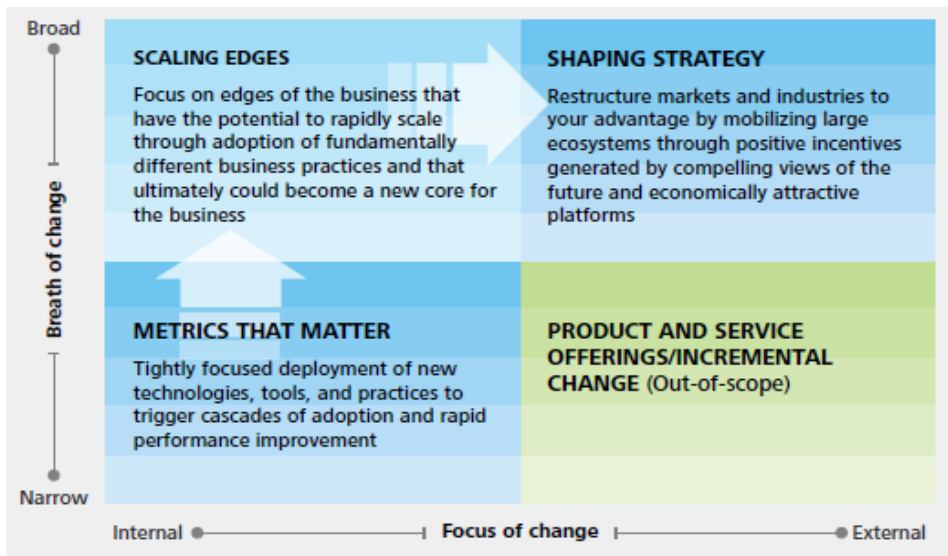 Broad
SCALING EDGES
Focus on edges of the business that
have the potential to rapidly scale
through adoption of fundamentally
different business practices and that
ultimately could become a new core for
the business
SHAPING STRATEGY
Restructure markets and industries to
your advantage by mobilizing large
ecosystems through positive incentives
generated by compelling views of the
future and economically attractive
platforms
Breath of change
METRICS THAT MATTER
Tightly focused deployment of new
technologies, tools, and practices to
trigger cascades of adoption and rapid
performance improvement
PRODUCT AND SERVICE
OFFERINGS/INCREMENTAL
CHANGE (Out-of-scope)
Narrow
Internal
Focus of change
External